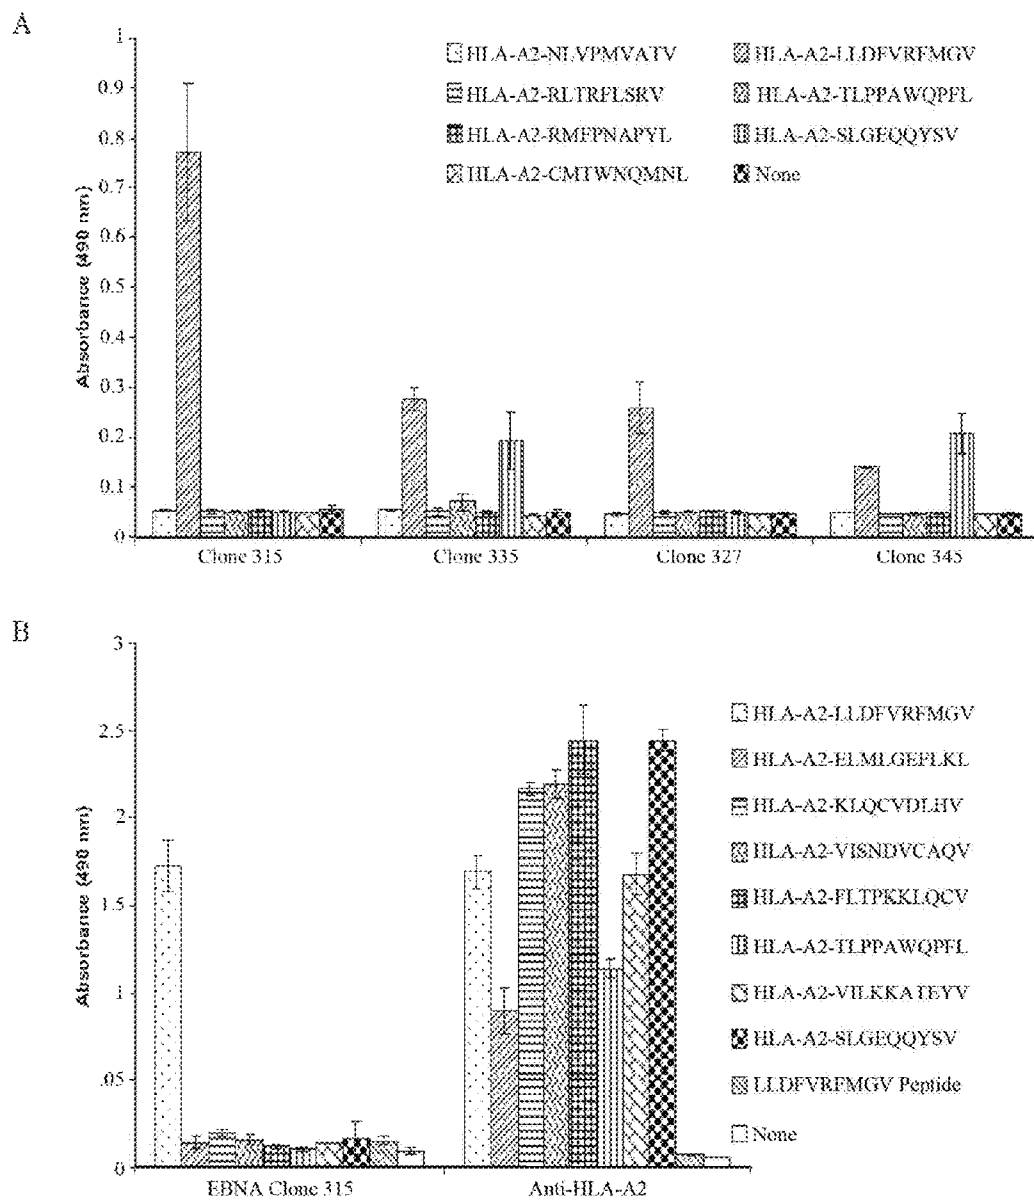 A
1
0.9
0.8
0.7
0.6
0.5
0.4
0.3
0.2
0.1
0
Absorbance (490 nm)
HLA-A2-NLVPMVATV
HLA-A2-LLDFVRFMGV
HLA-A2-RLTRFLSRV
HLA-A2-TLPPAWQPFL
HLA-A2-RMFPNAPYL
HLA-A2-SLGEQQYSV
HLA-A2-CMTWNQMNL
None
Clone 315
Clone 335
Clone 327
Clone 345
B
3
2.5
2
1.5
1
.05
0
Absorbance (490 nm)
HLA-A2-LLDFVRFMGV
HLA-A2-ELMLGEFLKL
HLA-A2-KLQCVDLHV
HLA-A2-VISNDVCAQV
HLA-A2-FLTPKKLQCV
HLA-A2-TLPPAWQPFL
HLA-A2-VILKKATEYV
HLA-A2-SLGEQQYSV
LLDFVRFMGV Peptide
None
EBNA Clone 315
Anti-HLA-A2